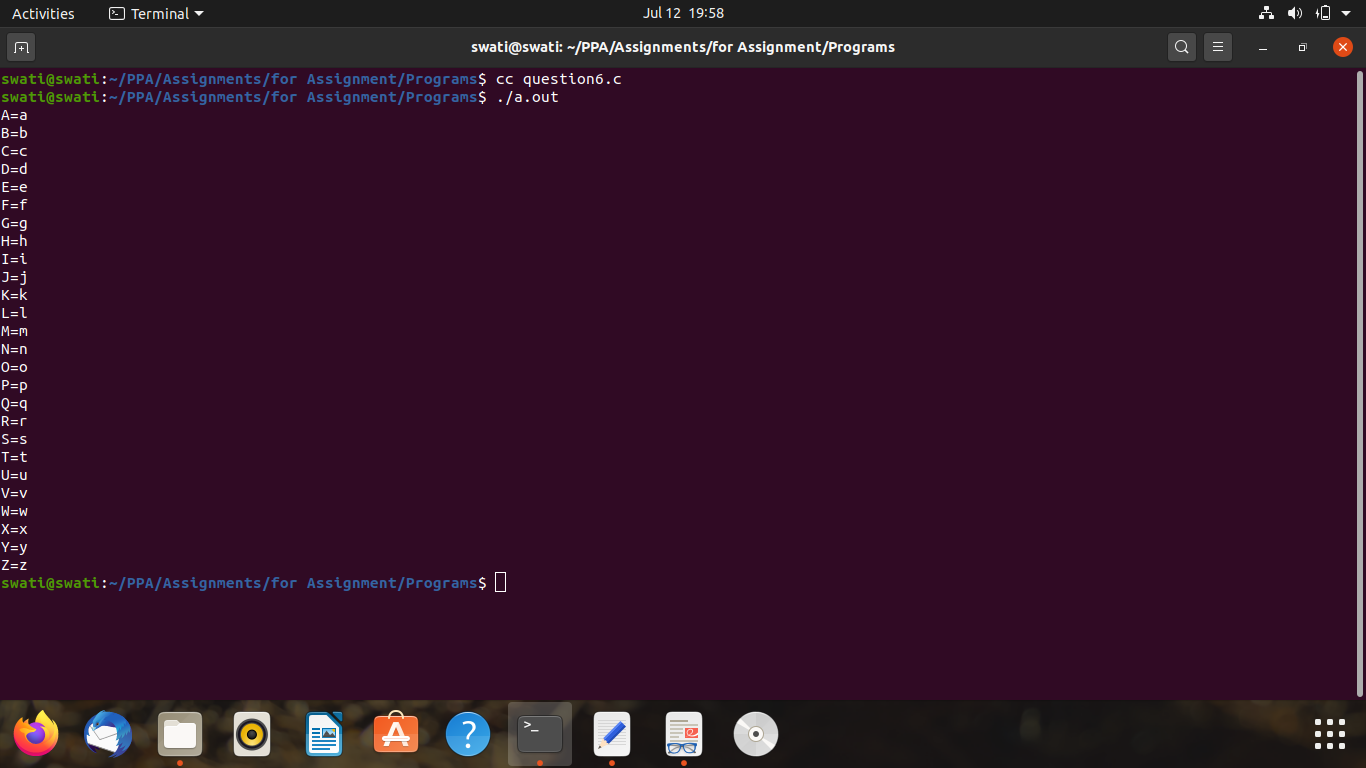 Activities Terminal Jul 12 19:58
swati@swati: ~/PPA/Assignments/for Assignment/Programs
swati@swati:~/PPA/Assignments/for Assignment/Programs$ cc question6.c
swati@swati:~/PPA/Assignments/for Assignment/Programs$ ./a.out
A=a
B=b
C=c
D=d
E=e
F=f
G=g
H=h
I=i
J=j
K=k
L=l
M=m
N=n
O=o
P=p
Q=q
R=r
S=s
T=t
U=u
V=v
W=w
X=x
Y=y
Z=z
swati@swati:~/PPA/Assignments/for Assignment/Programs$